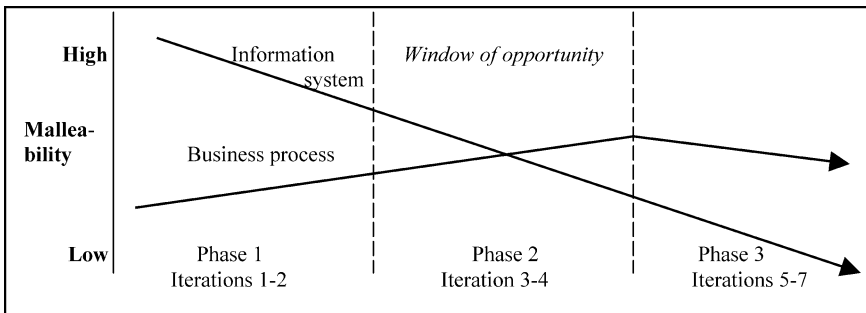 High
Information
system
Window of opportunity
Mallea-
bility
Business process
Low
Phase 1
Iterations 1-2
Phase 2
Iteration 3-4
Phase 3
Iterations 5-7